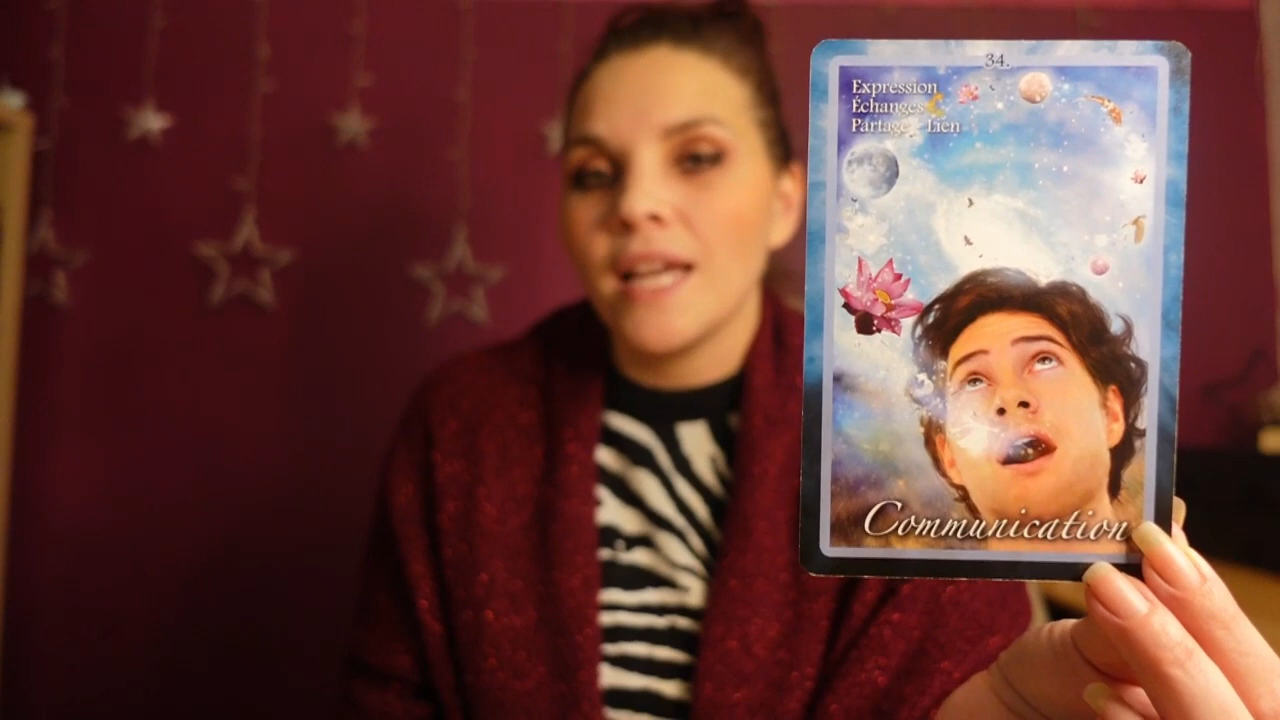 34.
Expression
Échanges
Partage - Lien
Communication